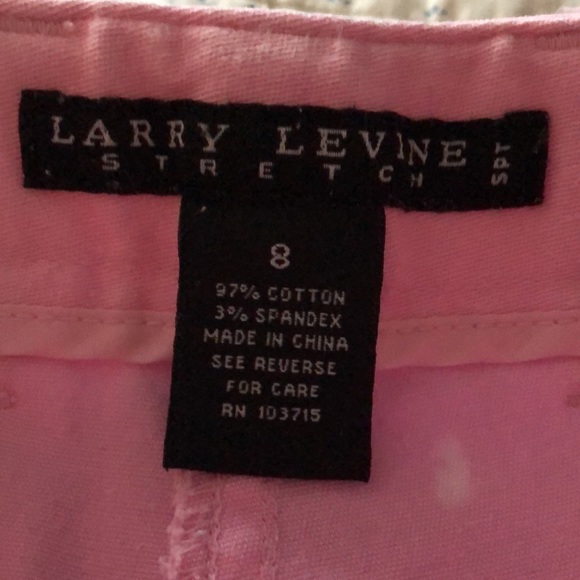 LARRY LEVINE SPT
STRETCH
8
97% COTTON
3% SPANDEX
MADE IN CHINA
SEE REVERSE
FOR CARE
RN 103715